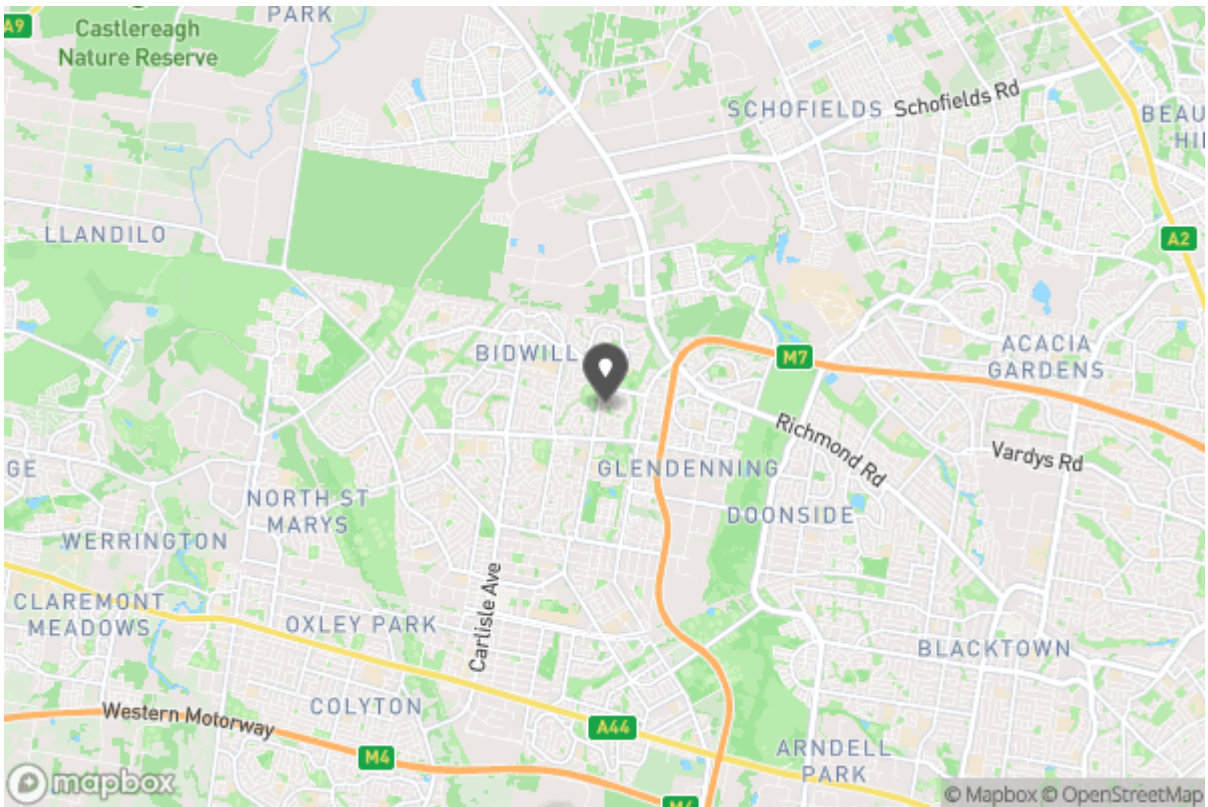 PARK
A9
Castlereagh
Nature Reserve
SCHOFIELDS
Schofields Rd
BEAU
HI
LLANDILO
A2
BIDWILL
M7
ACACIA
GARDENS
Richmond Rd
Vardys Rd
GE
GLENDENNING
NORTH ST
MARYS
DOONSIDE
WERRINGTON
CLAREMONT
MEADOWS
OXLEY PARK
Carlisle Ave
BLACKTOWN
COLYTON
Western Motorway
A44
M4
ARNDELL
PARK
mapbox
© Mapbox © OpenStreetMap
M4